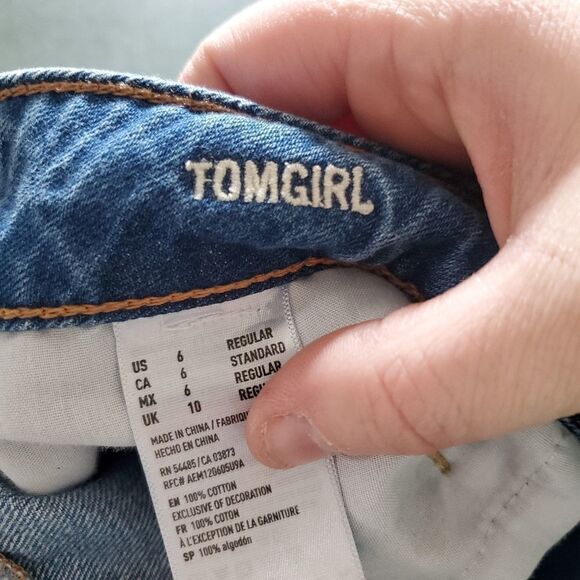 TOMGIRL
US 6 REGULAR
CA 6 STANDARD
MX 6 REGULAR
UK 10
MADE IN CHINA / FABRIQUÉ
HECHO EN CHINA
RN 54485 / CA 03873
RFC# AEM120605U9A
EN 100% COTTON
EXCLUSIVE OF DECORATION
FR 100% COTON
À L'EXCEPTION DE LA GARNITURE
SP 100% algodón